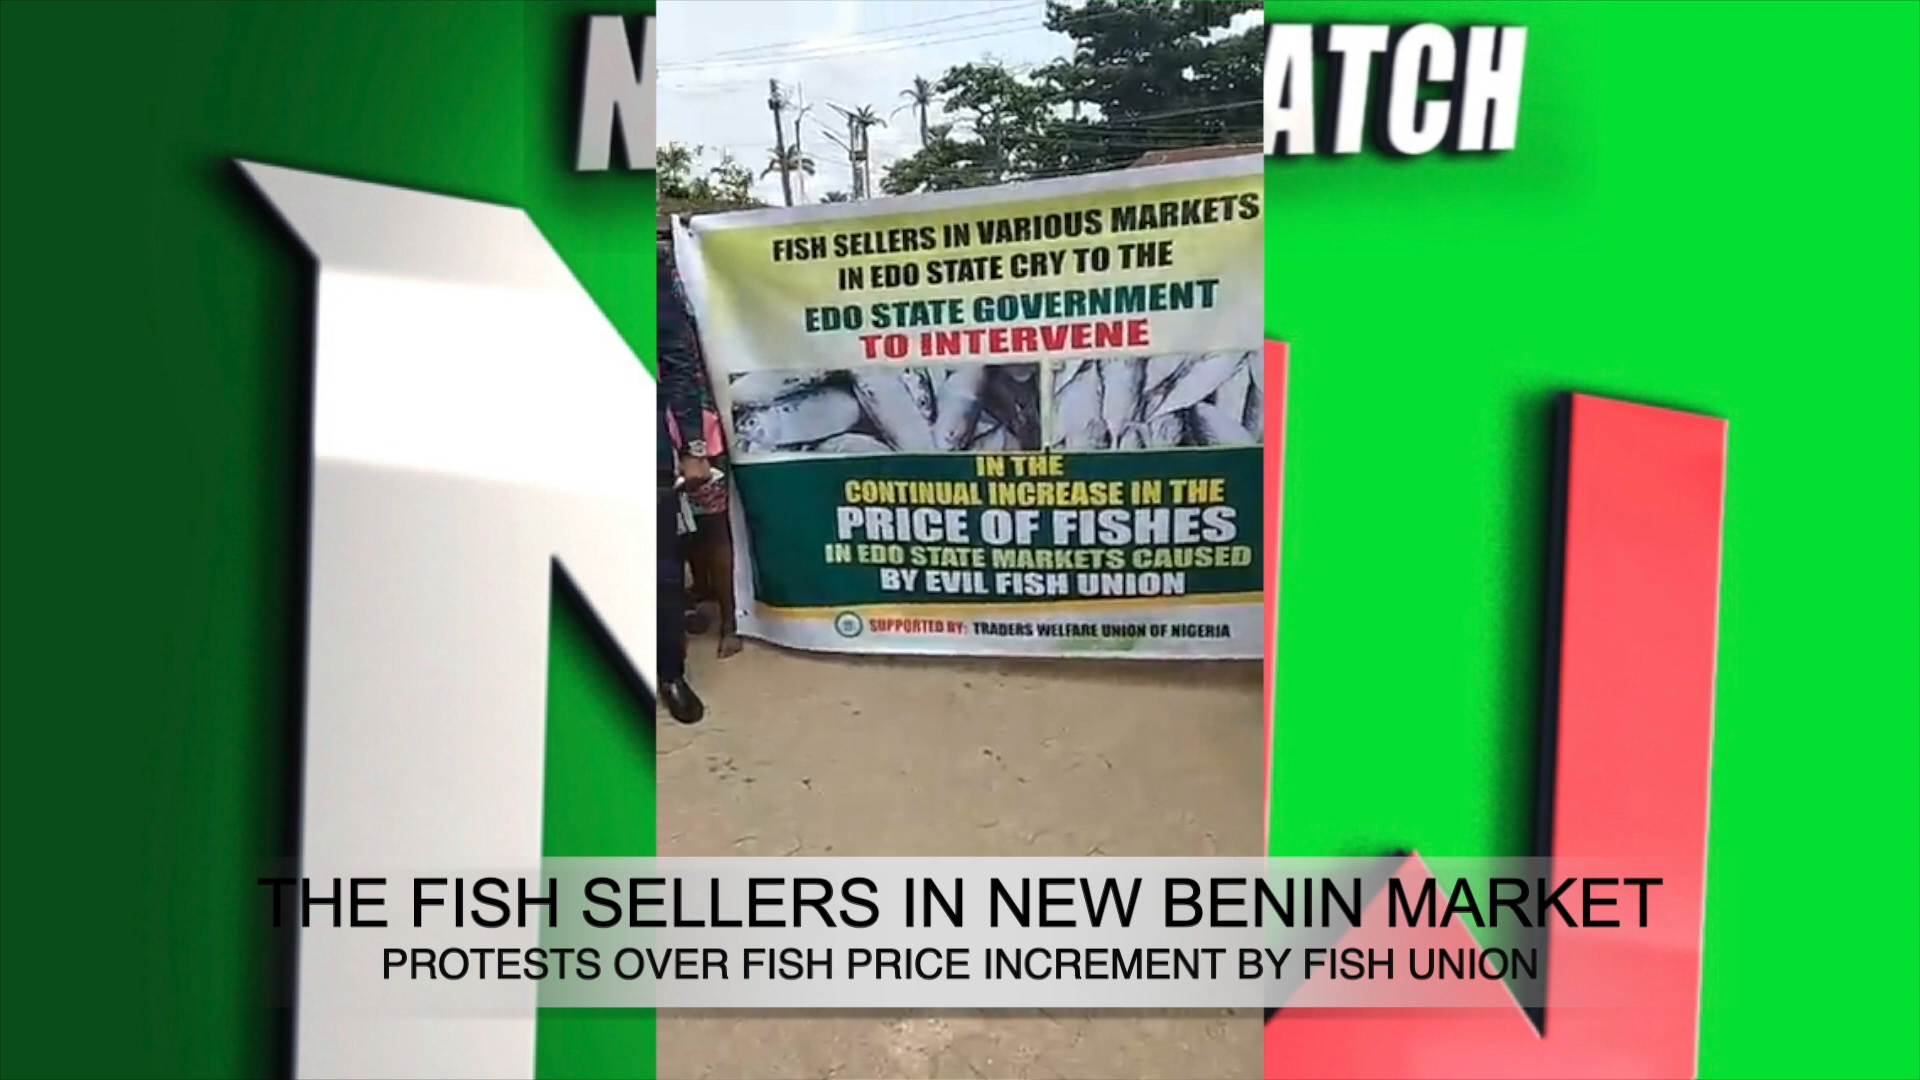 ATCH
FISH SELLERS IN VARIOUS MARKETS
IN EDO STATE CRY TO THE
EDO STATE GOVERNMENT
TO INTERVENE
IN THE
CONTINUAL INCREASE IN THE
PRICE OF FISHES
IN EDO STATE MARKETS CAUSED
BY EVIL FISH UNION
SUPPORTED BY: TRADERS WELFARE UNION OF NIGERIA
THE FISH SELLERS IN NEW BENIN MARKET
PROTESTS OVER FISH PRICE INCREMENT BY FISH UNION